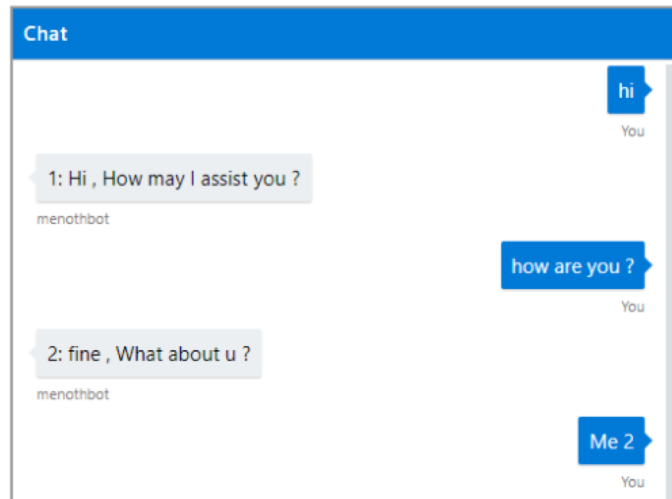 Chat
hi
You
1: Hi , How may I assist you ?
menothbot
how are you ?
You
2: fine , What about u ?
menothbot
Me 2
You